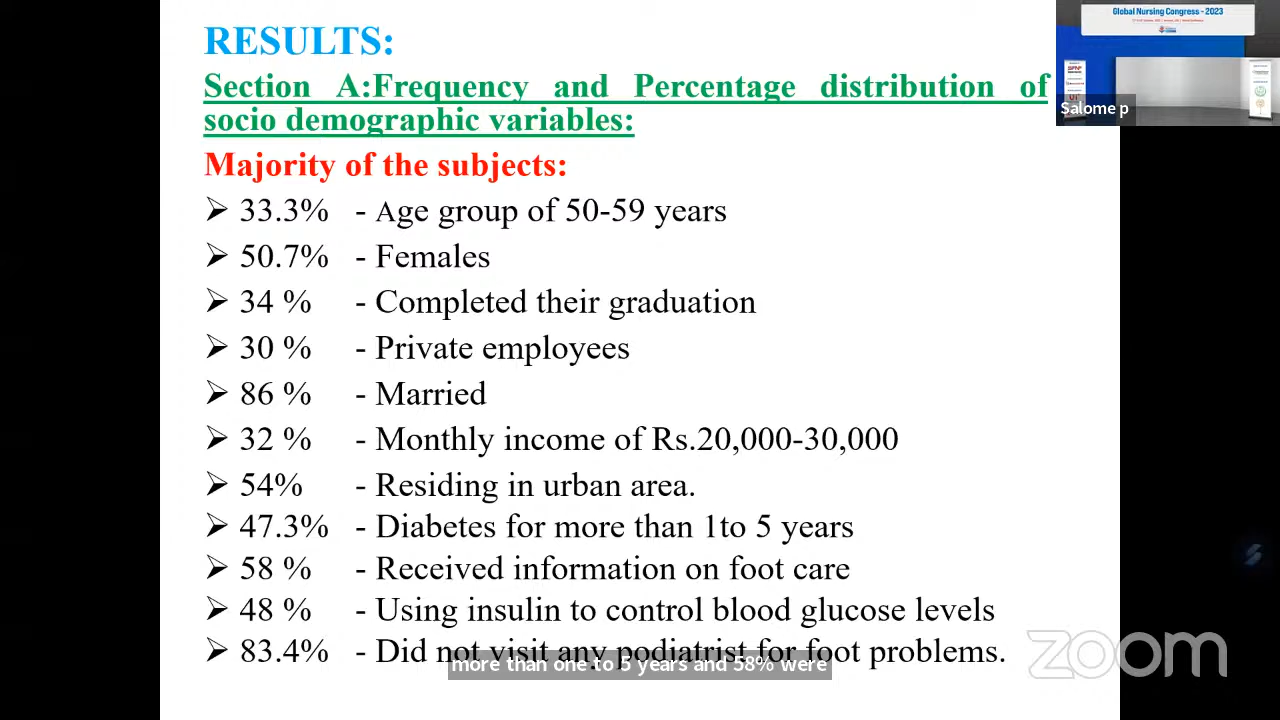 RESULTS:
Section A:Frequency and Percentage distribution of
socio demographic variables:
Majority of the subjects:
➢ 33.3% - Age group of 50-59 years
➢ 50.7% - Females
➢ 34 % - Completed their graduation
➢ 30 % - Private employees
➢ 86 % - Married
➢ 32 % - Monthly income of Rs.20,000-30,000
➢ 54% - Residing in urban area.
➢ 47.3% - Diabetes for more than 1to 5 years
➢ 58 % - Received information on foot care
➢ 48 % - Using insulin to control blood glucose levels
➢ 83.4% - Did not visit any podiatrist for foot problems.
more than one to 5 years and 58% were
Global Nursing Congress - 2023
Salome p
zoom